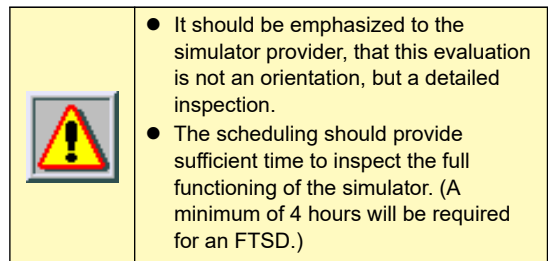 ● It should be emphasized to the
simulator provider, that this evaluation
is not an orientation, but a detailed
inspection.
● The scheduling should provide
sufficient time to inspect the full
functioning of the simulator. (A
minimum of 4 hours will be required
for an FTSD.)